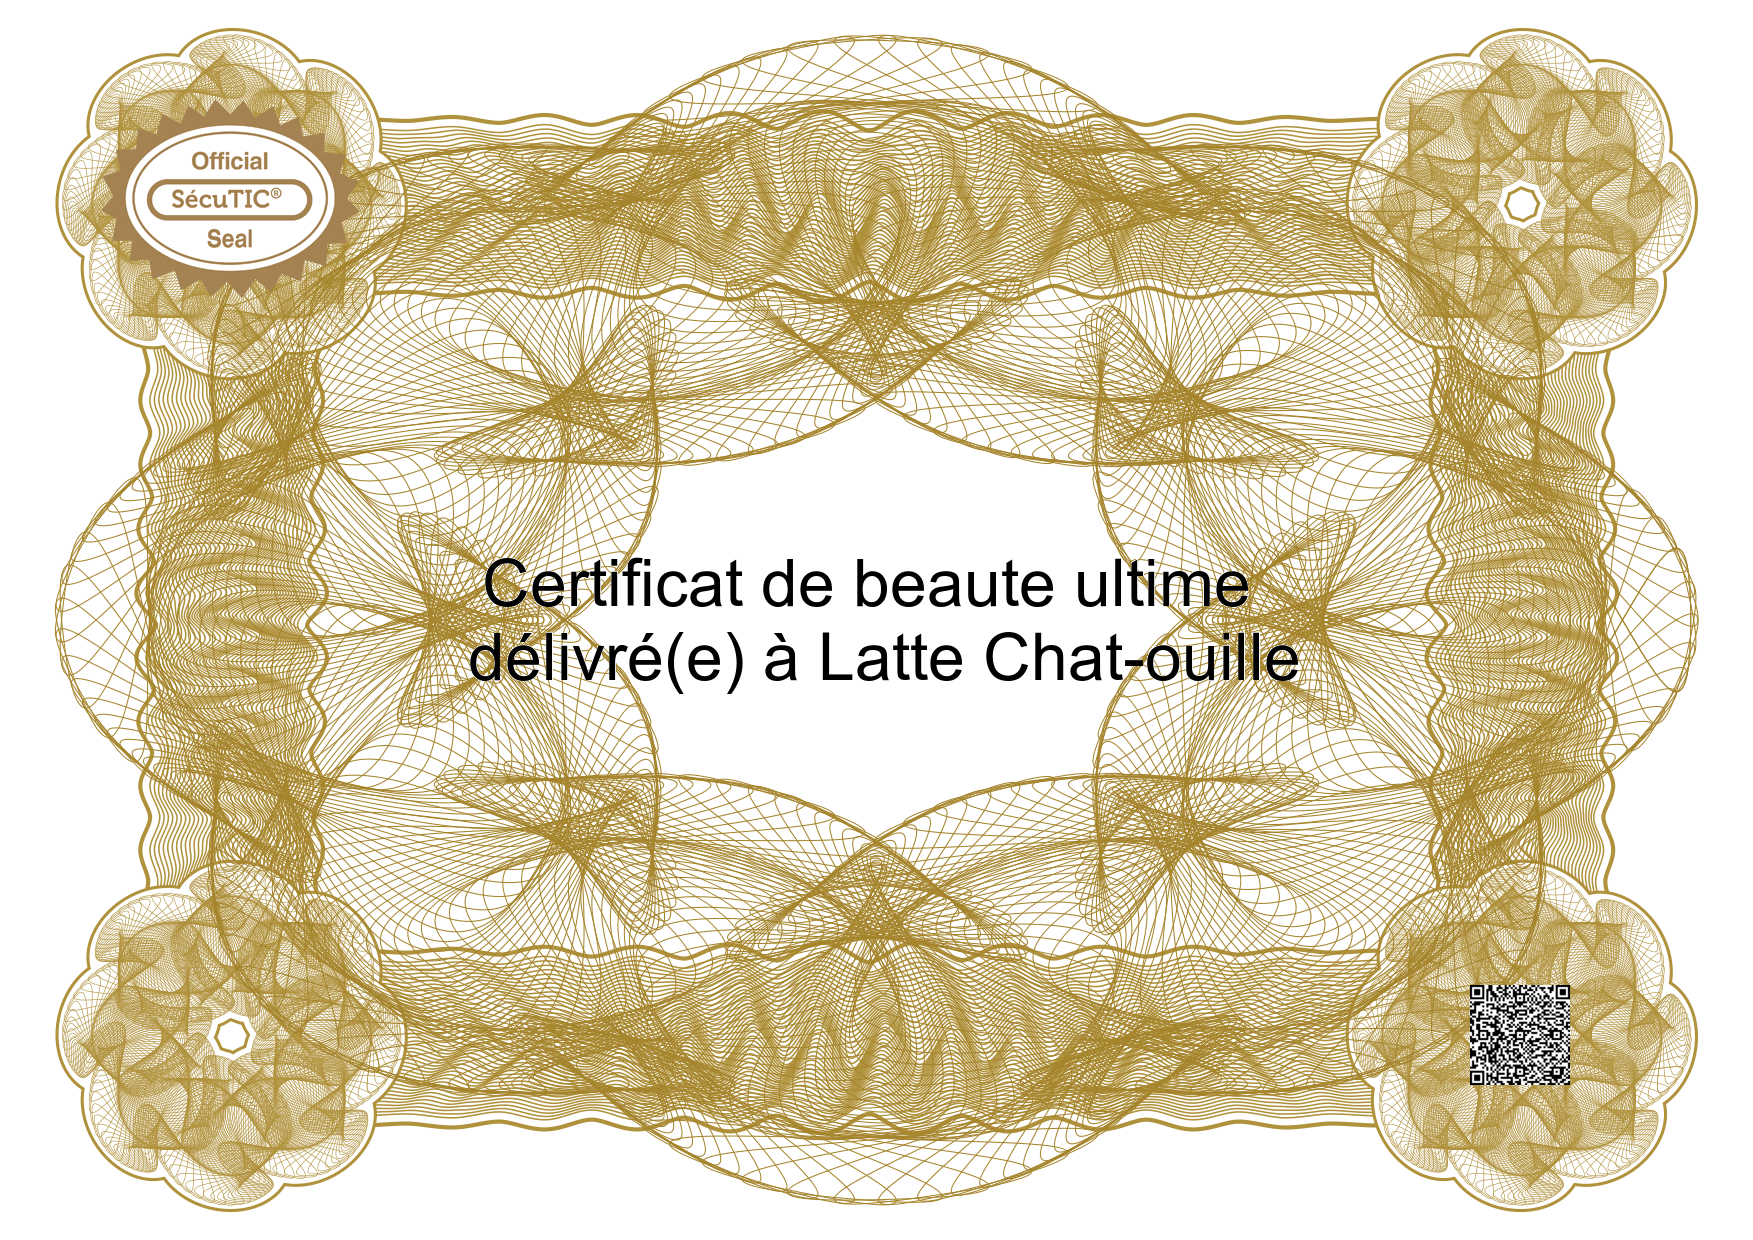 Official
SécuTIC®
Seal
Certificat de beaute ultime
délivré(e) à Latte Chat-ouille